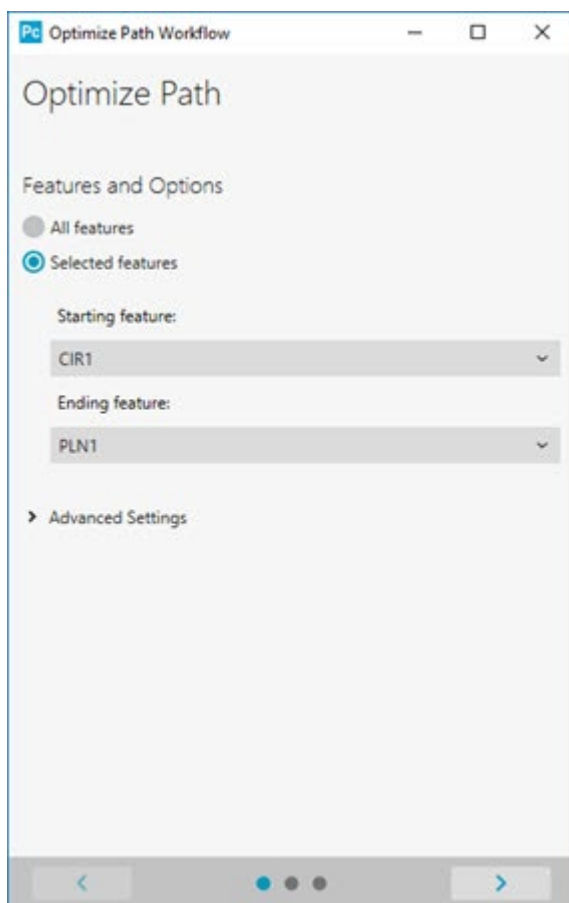 Pc Optimize Path Workflow
Optimize Path
Features and Options
All features
Selected features
Starting feature:
CIR1
Ending feature:
PLN1
Advanced Settings